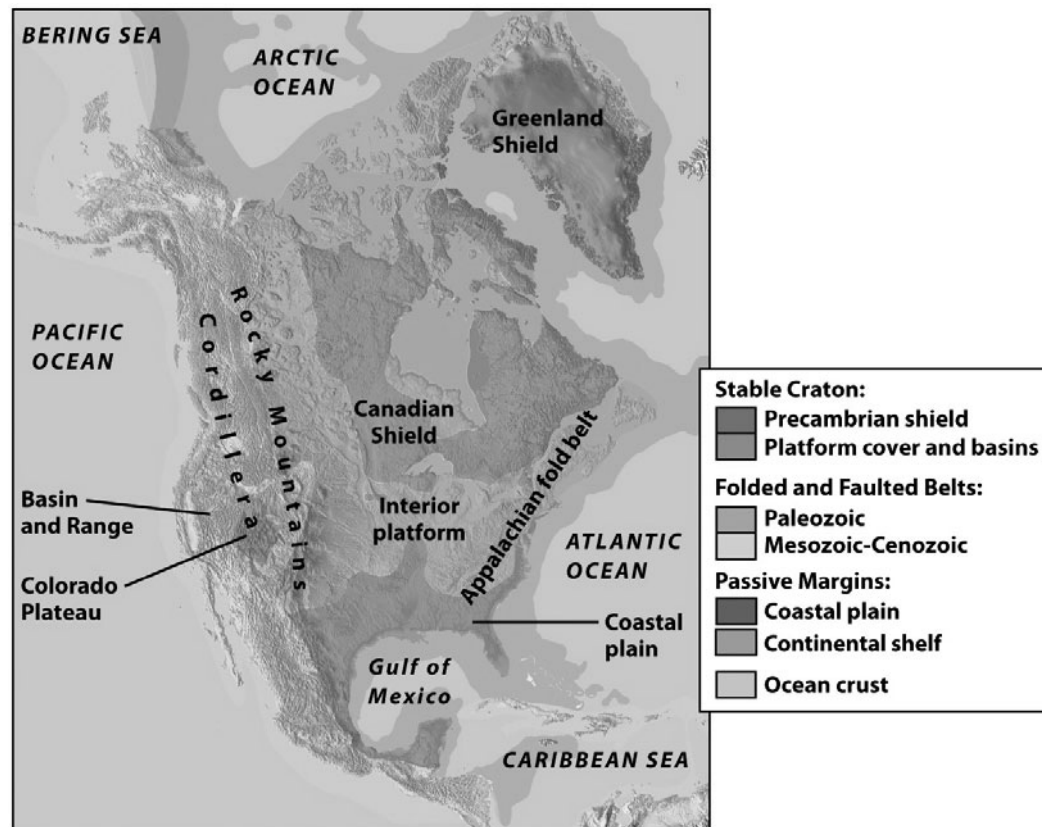 BERING SEA
ARCTIC
OCEAN
Greenland
Shield
PACIFIC
OCEAN
Rocky Mountains
Cordillera
Canadian
Shield
Appalachian fold belt
Interior
platform
Basin
and Range
Colorado
Plateau
ATLANTIC
OCEAN
Coastal
plain
Gulf of
Mexico
CARIBBEAN SEA
Stable Craton:
Precambrian shield
Platform cover and basins
Folded and Faulted Belts:
Paleozoic
Mesozoic-Cenozoic
Passive Margins:
Coastal plain
Continental shelf
Ocean crust